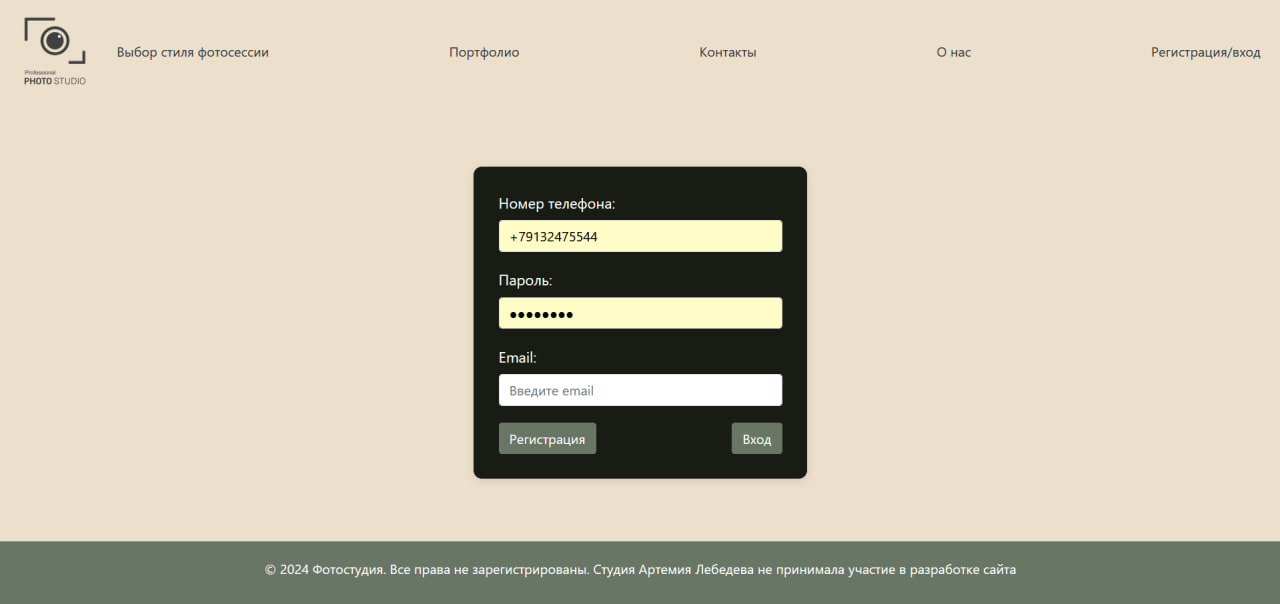 Professional
PHOTO STUDIO
Выбор стиля фотосессии
Портфолио
Контакты
О нас
Регистрация/вход
Номер телефона:
+79132475544
Пароль:
●●●●●●●●
Email:
Введите email
Регистрация
Вход
© 2024 Фотостудия. Все права не зарегистрированы. Студия Артемия Лебедева не принимала участие в разработке сайта